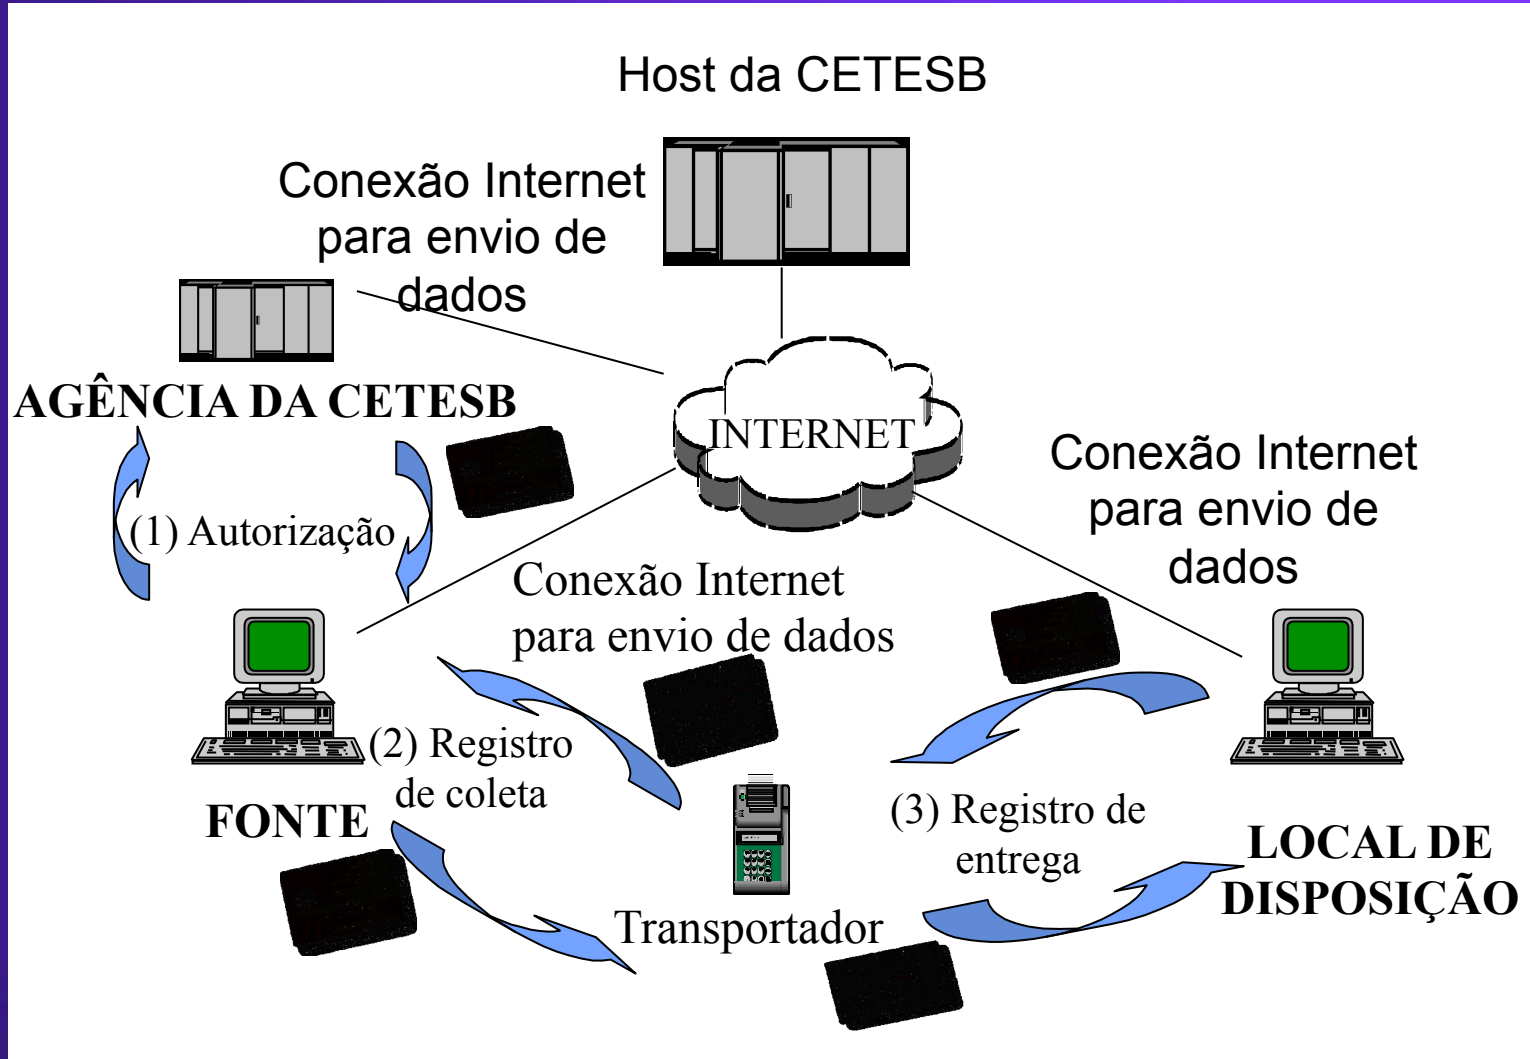 Host da CETESB
Conexão Internet
para envio de
dados
AGÊNCIA DA CETESB
INTERNET
Conexão Internet
para envio de
dados
(1) Autorização
Conexão Internet
para envio de dados
(2) Registro
de coleta
FONTE
(3) Registro de
entrega
LOCAL DE
DISPOSIÇÃO
Transportador